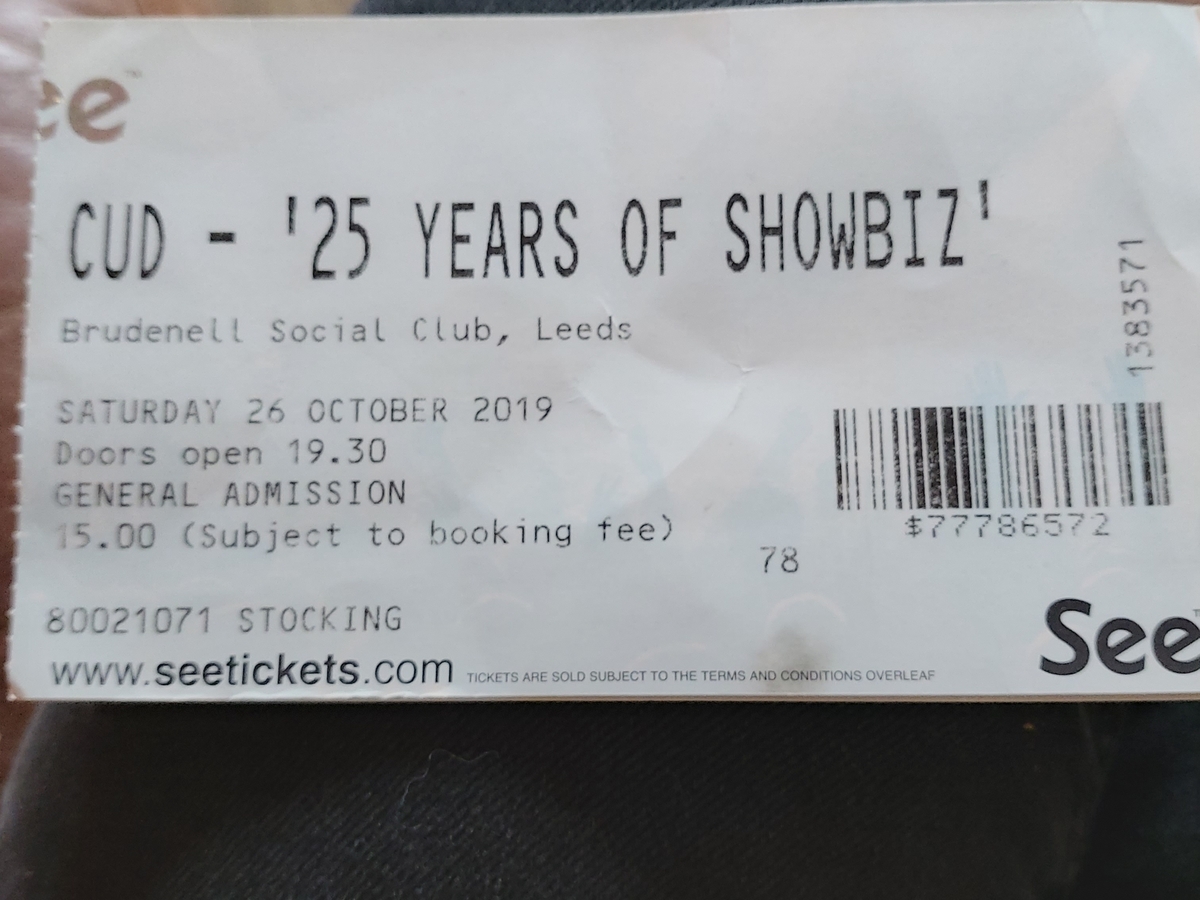 ee™
CUD - '25 YEARS OF SHOWBIZ'
Brudenell Social Club, Leeds
SATURDAY 26 OCTOBER 2019
Doors open 19.30
GENERAL ADMISSION
15.00 (Subject to booking fee)
78
80021071 STOCKING
www.seetickets.com TICKETS ARE SOLD SUBJECT TO THE TERMS AND CONDITIONS OVERLEAF
1383571
$77786572
See